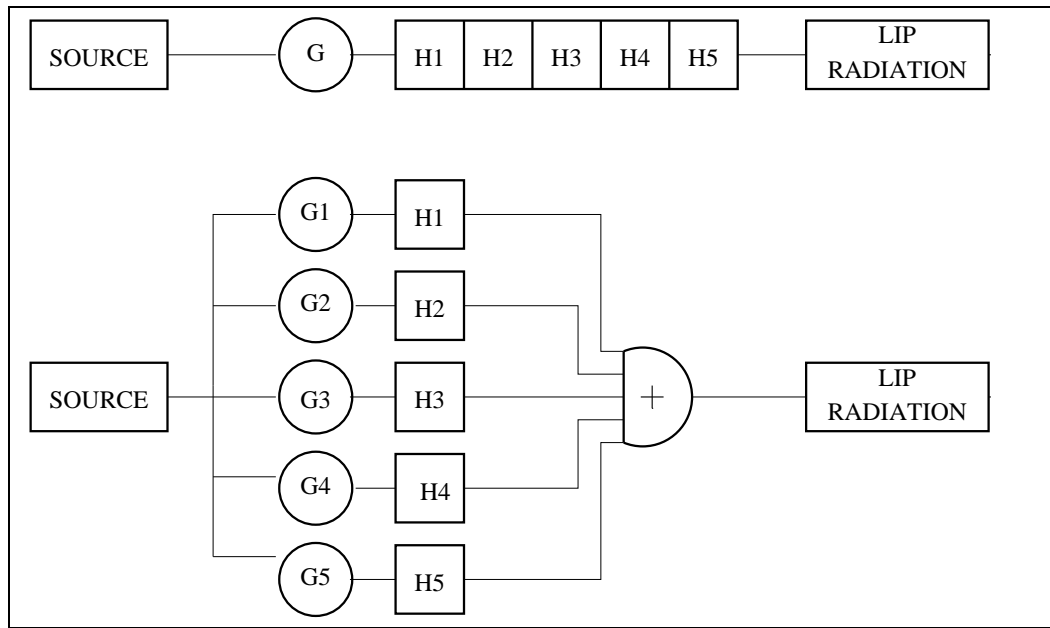 SOURCE
G
H1 H2 H3 H4 H5
LIP
RADIATION
G1
H1
G2
H2
SOURCE
G3
H3
+
LIP
RADIATION
G4
H4
G5
H5